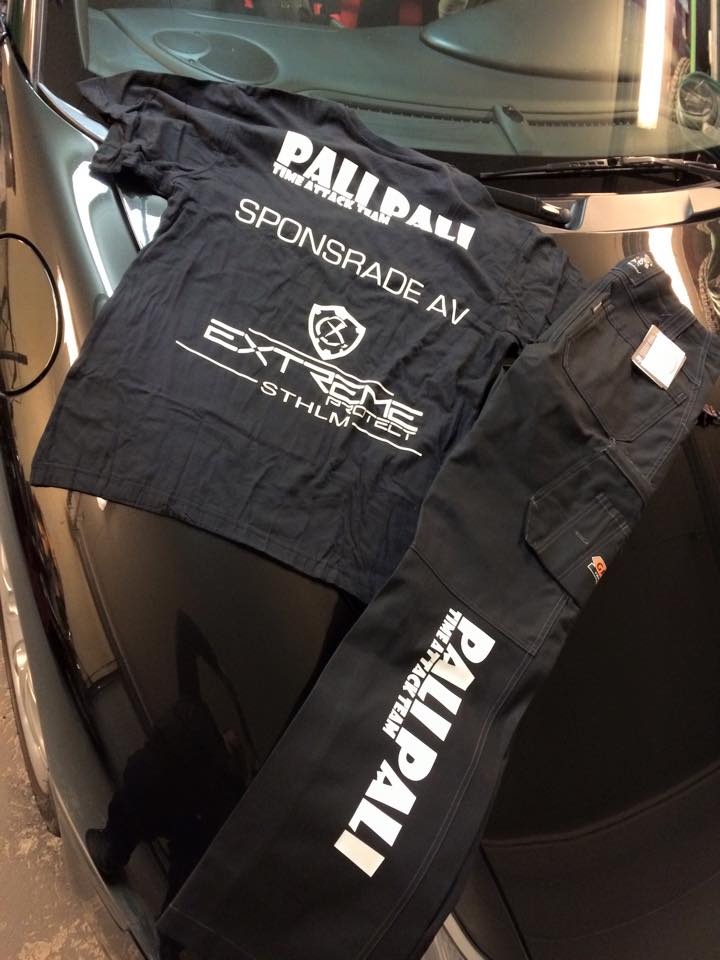 PALLPALI
TIME ATTACK TEAM
SPONSRADE AV
EXTREME
PROTECT
STHLM
PALLPALI
TIME ATTACK TEAM